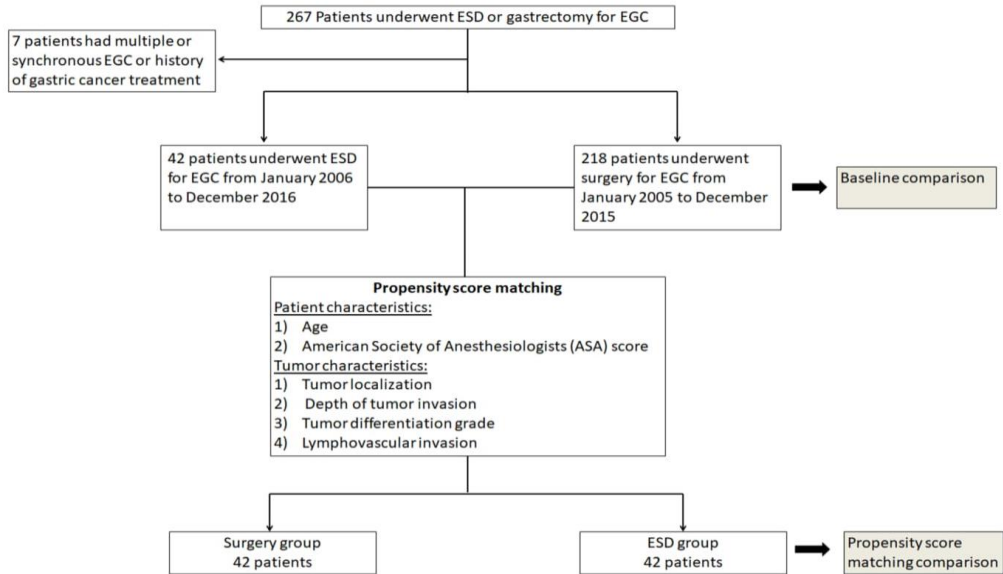 267 Patients underwent ESD or gastrectomy for EGC
7 patients had multiple or
synchronous EGC or history
of gastric cancer treatment
42 patients underwent ESD
for EGC from January 2006
to December 2016
218 patients underwent
surgery for EGC from
January 2005 to December
2015
Baseline comparison
Propensity score matching
Patient characteristics:
1) Age
2) American Society of Anesthesiologists (ASA) score
Tumor characteristics:
1) Tumor localization
2) Depth of tumor invasion
3) Tumor differentiation grade
4) Lymphovascular invasion
Surgery group
42 patients
ESD group
42 patients
Propensity score
matching comparison